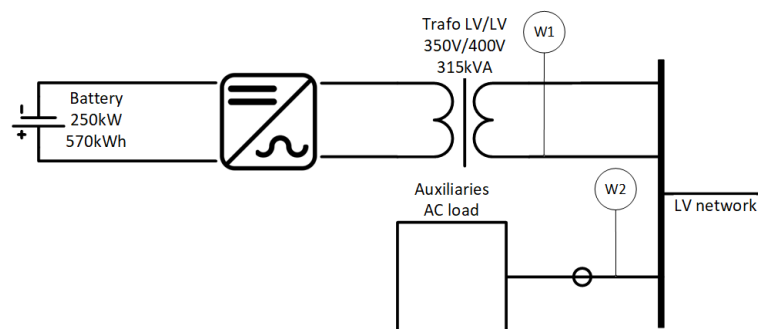 Trafo LV/LV
350V/400V
315kVA
W1
Battery
250kW
570kWh
-
+
Auxiliaries
AC load
W2
LV network